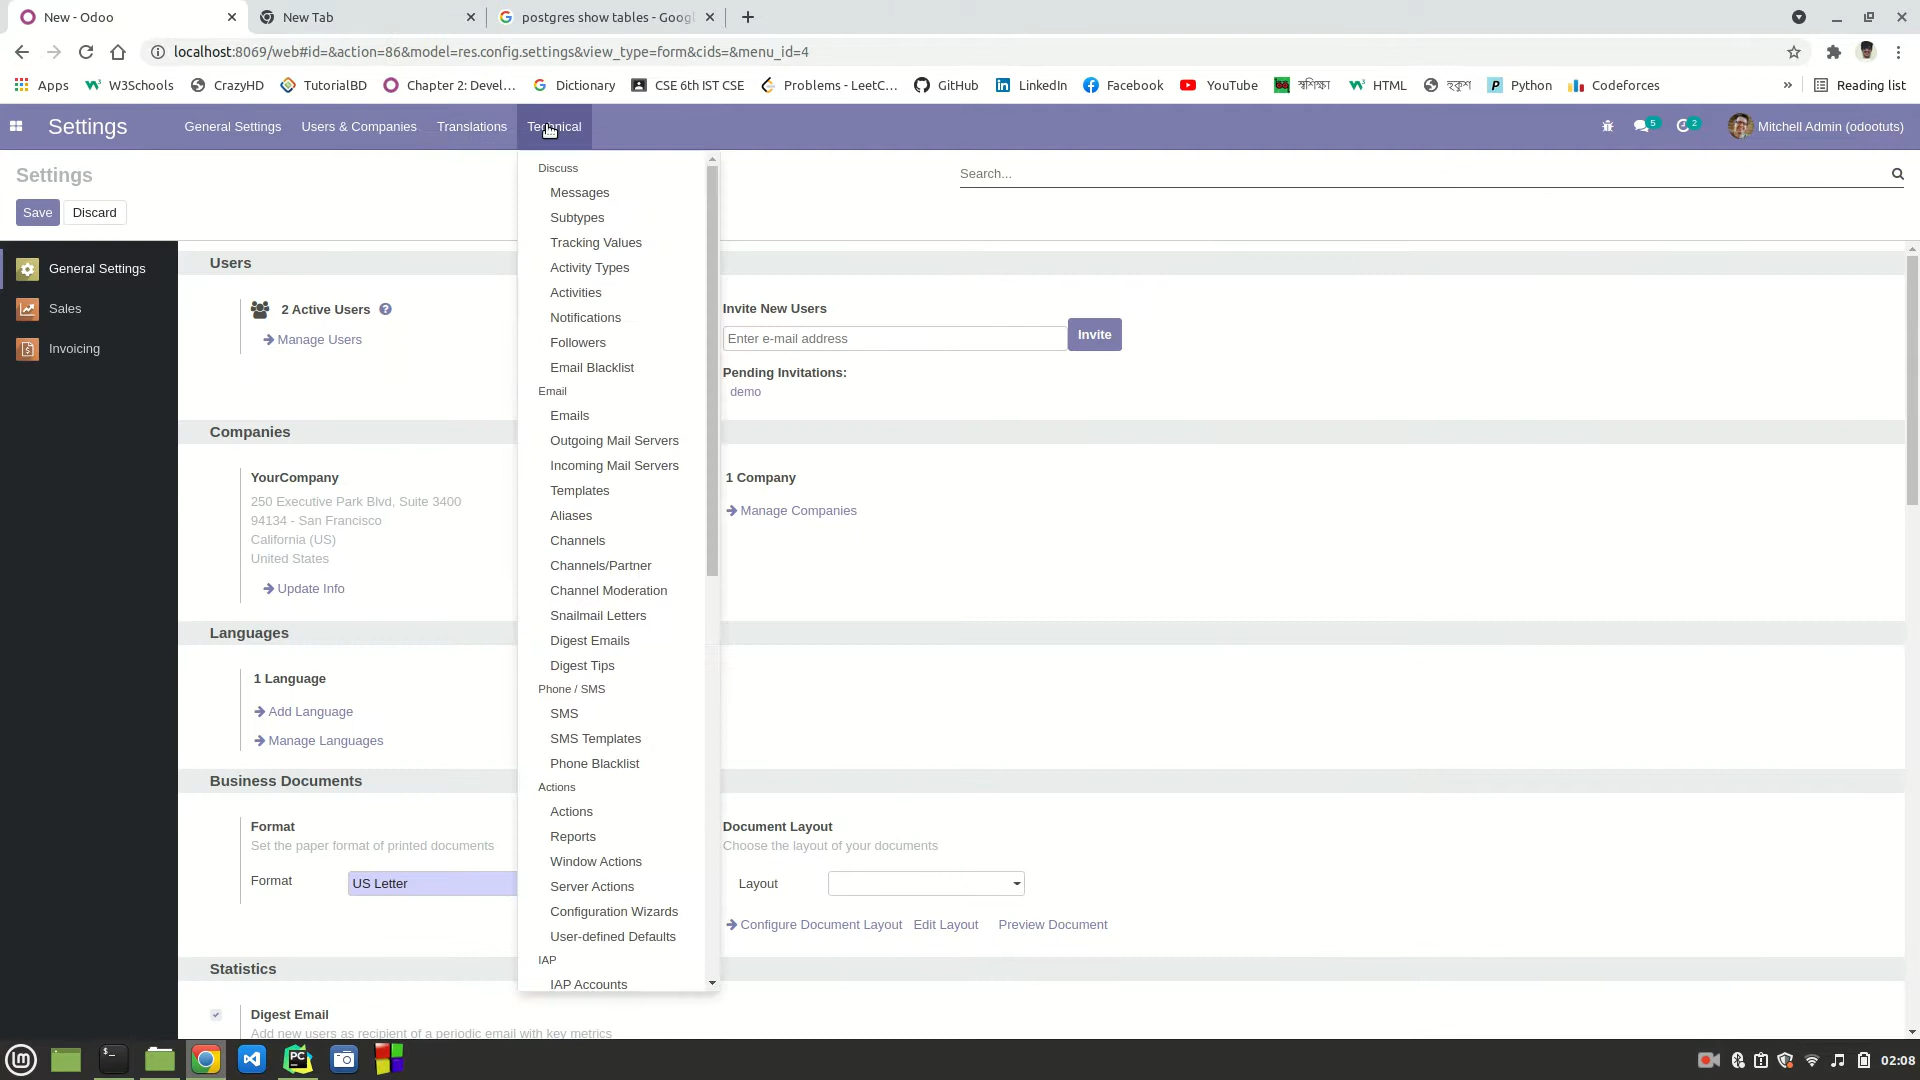 New - Odoo
New Tab
postgres show tables - Googl
localhost:8069/web#id=&action=86&model=res.config.settings&view_type=form&cids=&menu_id=4
Apps W3Schools CrazyHD TutorialBD Chapter 2: Devel... Dictionary CSE 6th IST CSE Problems - LeetC... GitHub LinkedIn Facebook YouTube স্বশিক্ষা HTML হুকুশ Python Codeforces » Reading list
Settings General Settings Users & Companies Translations Technical 5 2 Mitchell Admin (odootuts)
Settings
Search...
Save Discard
General Settings
Sales
Invoicing
Discuss
Messages
Subtypes
Tracking Values
Activity Types
Activities
Notifications
Followers
Email Blacklist
Email
Emails
Outgoing Mail Servers
Incoming Mail Servers
Templates
Aliases
Channels
Channels/Partner
Channel Moderation
Snailmail Letters
Digest Emails
Digest Tips
Phone / SMS
SMS
SMS Templates
Phone Blacklist
Actions
Actions
Reports
Window Actions
Server Actions
Configuration Wizards
User-defined Defaults
IAP
IAP Accounts
Users
2 Active Users
Manage Users
Invite New Users
Enter e-mail address Invite
Pending Invitations:
demo
Companies
YourCompany
250 Executive Park Blvd, Suite 3400
94134 - San Francisco
California (US)
United States
Update Info
1 Company
Manage Companies
Languages
1 Language
Add Language
Manage Languages
Business Documents
Format
Set the paper format of printed documents
Format US Letter
Document Layout
Choose the layout of your documents
Layout
Configure Document Layout Edit Layout Preview Document
Statistics
Digest Email
Add new users as recipient of a periodic email with key metrics
02:08